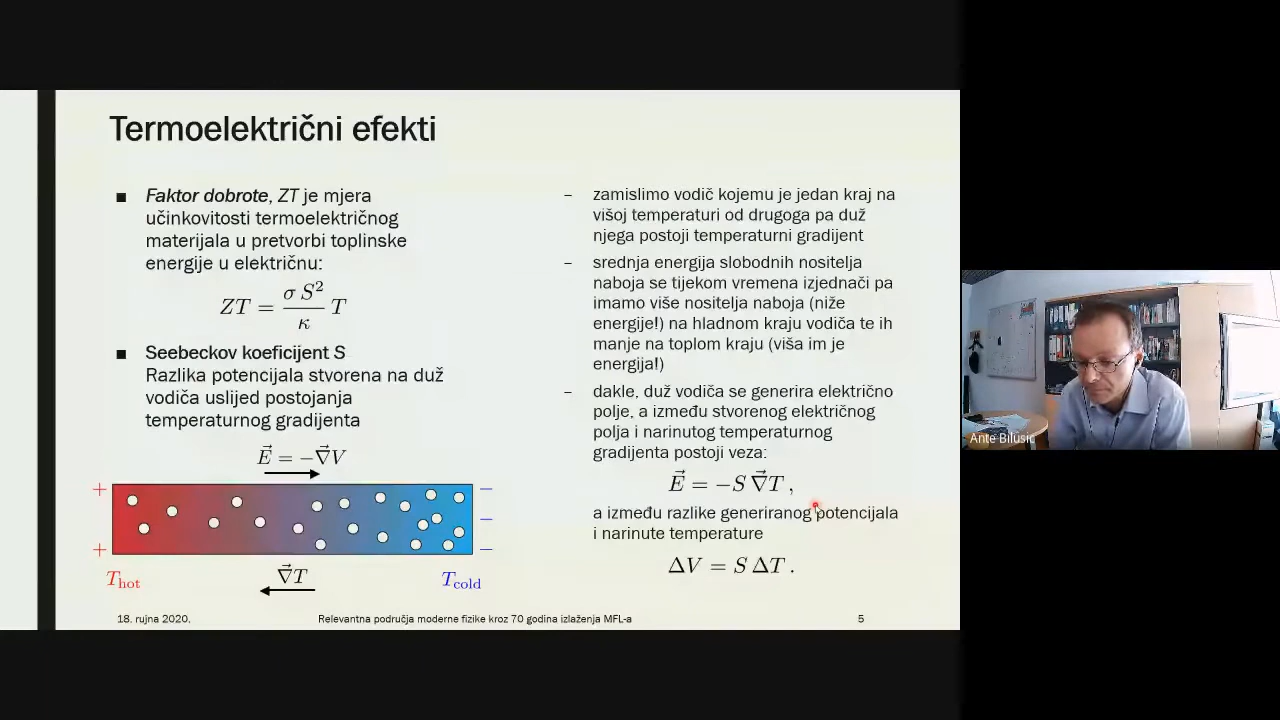 Termoelektrični efekti
■ Faktor dobrote, ZT je mjera
učinkovitosti termoelektričnog
materijala u pretvorbi toplinske
energije u električnu:
ZT = σ S² / κ T
■ Seebeckov koeficijent S
Razlika potencijala stvorena na duž
vodiča uslijed postojanja
temperaturnog gradijenta
E⃗ = −∇⃗V
+ −
−
+ −
T_hot ∇⃗T T_cold
– zamislimo vodič kojemu je jedan kraj na
višoj temperaturi od drugoga pa duž
njega postoji temperaturni gradijent
– srednja energija slobodnih nositelja
naboja se tijekom vremena izjednači pa
imamo više nositelja naboja (niže
energije!) na hladnom kraju vodiča te ih
manje na toplom kraju (viša im je
energija!)
– dakle, duž vodiča se generira električno
polje, a između stvorenog električnog
polja i narinutog temperaturnog
gradijenta postoji veza:
E⃗ = −S ∇⃗T ,
a između razlike generiranog potencijala
i narinute temperature
ΔV = S ΔT .
18. rujna 2020. Relevantna područja moderne fizike kroz 70 godina izlaženja MFL-a 5
Ante Bilušić